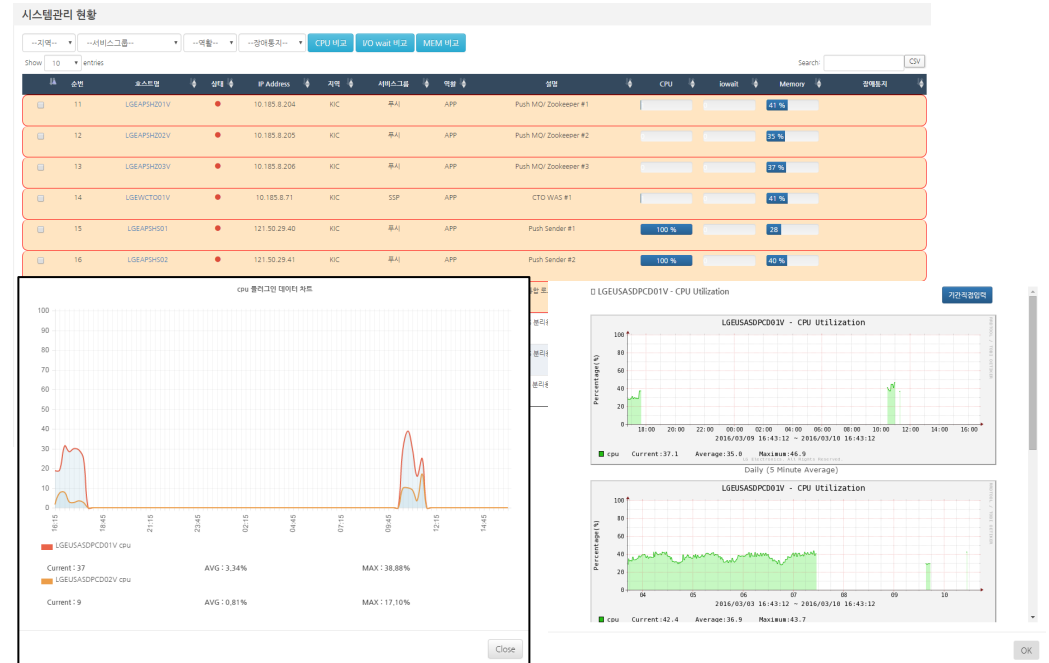 시스템관리 현황
--지역-- --서비스그룹-- --역할-- --장애통지-- CPU 비교 I/O wait 비교 MEM 비교
Show 10 entries Search: CSV
순번 호스트명 상태 IP Address 지역 서비스그룹 역할 설명 CPU iowait Memory 장애통지
11 LGEAPSHZ01V 10.185.8.204 KIC 푸시 APP Push MO/ Zookeeper #1 41 %
12 LGEAPSHZ02V 10.185.8.205 KIC 푸시 APP Push MO/ Zookeeper #2 35 %
13 LGEAPSHZ03V 10.185.8.206 KIC 푸시 APP Push MO/ Zookeeper #3 37 %
14 LGEWCTO01V 10.185.8.71 KIC SSP APP CTO WAS #1 41 %
15 LGEAPSHS01 121.50.29.40 KIC 푸시 APP Push Sender #1 100 % 28
16 LGEAPSHS02 121.50.29.41 KIC 푸시 APP Push Sender #2 100 % 40 %
cpu 플러그인 데이터 차트
100
90
80
70
60
50
40
30
20
10
0
16:15 18:45 21:15 23:45 02:15 04:45 07:15 09:45 12:15 14:45
LGEUSASDPCD01V cpu
Current : 37 AVG : 3,34% MAX : 38,88%
LGEUSASDPCD02V cpu
Current : 9 AVG : 0,81% MAX : 17,10%
Close
LGEUSASDPCD01V - CPU Utilization 기간직접입력
LGEUSASDPCD01V - CPU Utilization
Percentage(%)
100
80
60
40
20
0
18:00 20:00 22:00 00:00 02:00 04:00 06:00 08:00 10:00 12:00 14:00 16:00
2016/03/09 16:43:12 ~ 2016/03/10 16:43:12
cpu Current:37.1 Average:35.0 Maximum:46.9
Daily (5 Minute Average)
LGEUSASDPCD01V - CPU Utilization
Percentage(%)
100
80
60
40
20
0
04 05 06 07 08 09 10
2016/03/03 16:43:12 ~ 2016/03/10 16:43:12
cpu Current:42.4 Average:36.9 Maximum:43.7
OK